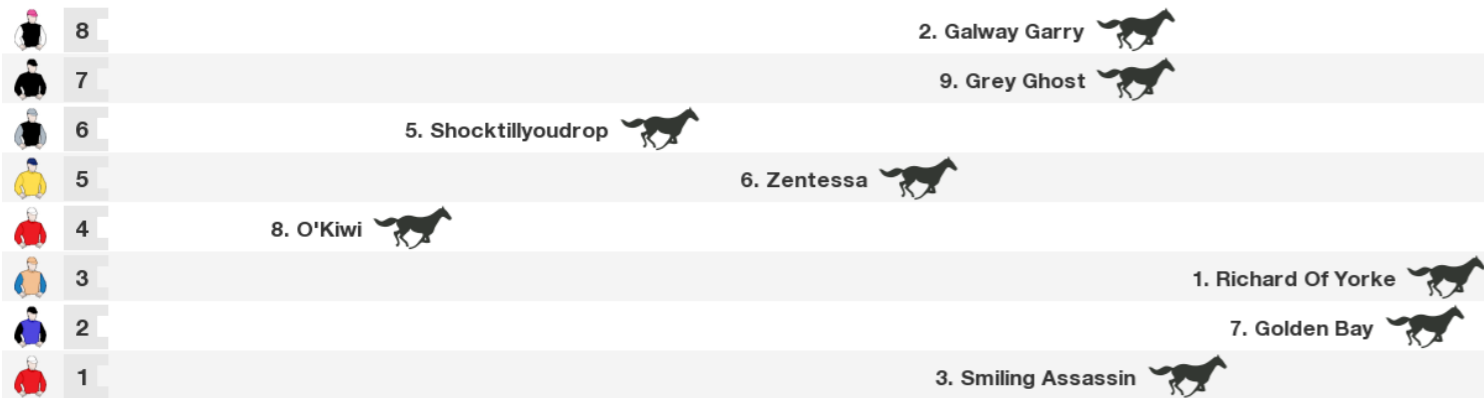 8 2. Galway Garry
7 9. Grey Ghost
6 5. Shocktillyoudrop
5 6. Zentessa
4 8. O'Kiwi
3 1. Richard Of Yorke
2 7. Golden Bay
1 3. Smiling Assassin